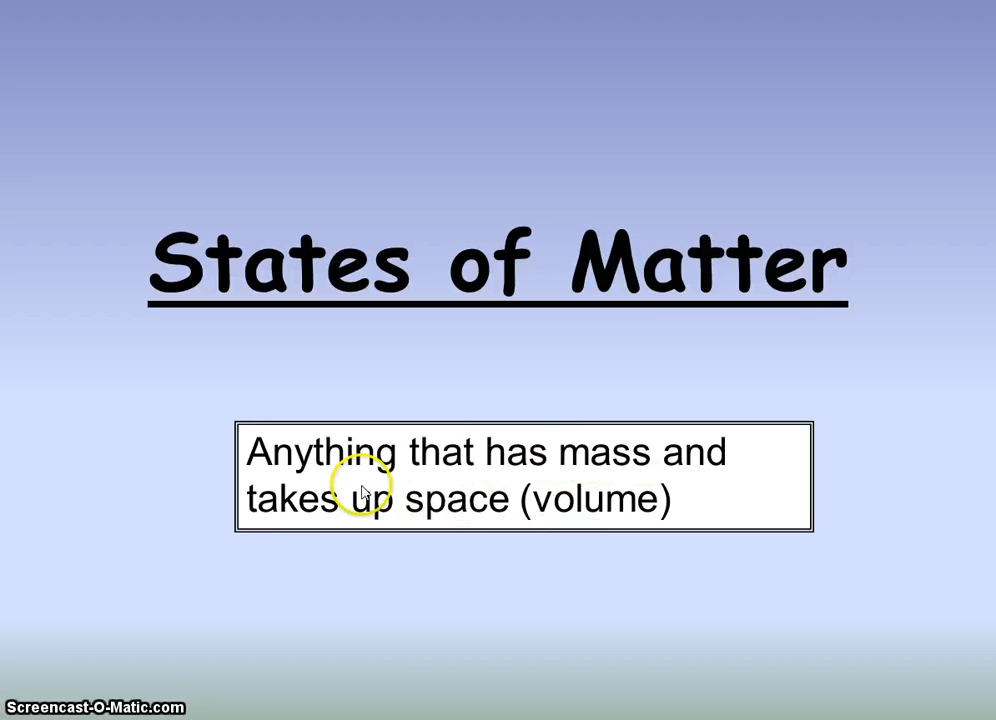 States of Matter
Anything that has mass and
takes up space (volume)
Screencast-O-Matic.com